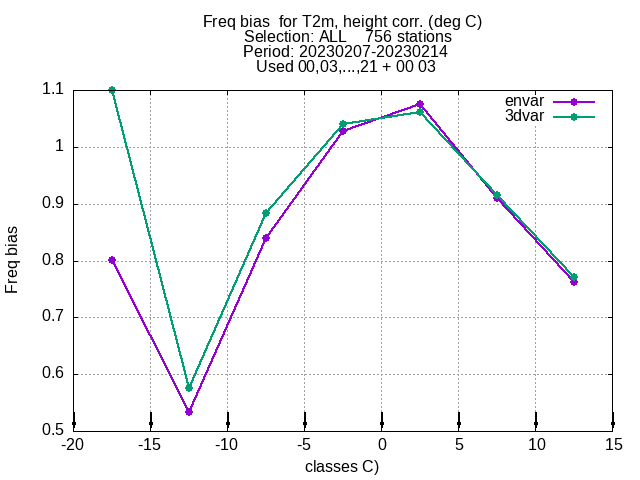 Freq bias  for T2m, height corr. (deg C)
Selection: ALL    756 stations
Period: 20230207-20230214
Used 00,03,...,21 + 00 03
envar
3dvar
1.1
1
0.9
0.8
0.7
0.6
0.5
Freq bias
-20 -15 -10 -5 0 5 10 15
classes C)